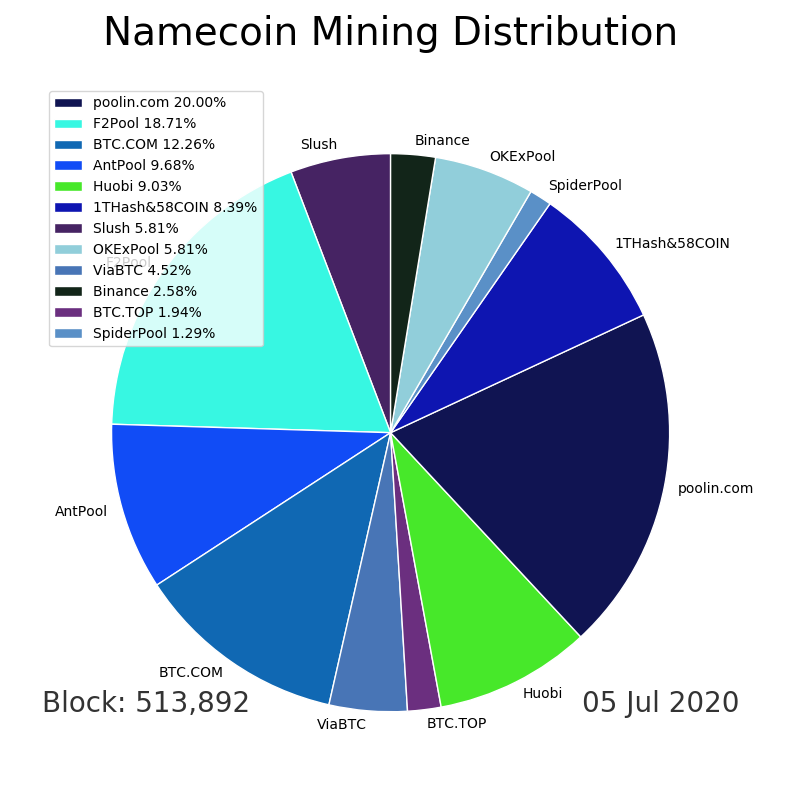 Namecoin Mining Distribution
poolin.com 20.00%
F2Pool 18.71%
BTC.COM 12.26%
AntPool 9.68%
Huobi 9.03%
1THash&58COIN 8.39%
Slush 5.81%
OKExPool 5.81%
ViaBTC 4.52%
Binance 2.58%
BTC.TOP 1.94%
SpiderPool 1.29%
Slush
Binance
OKExPool
SpiderPool
1THash&58COIN
F2Pool
poolin.com
AntPool
BTC.COM
Huobi
ViaBTC
BTC.TOP
Block: 513,892
05 Jul 2020